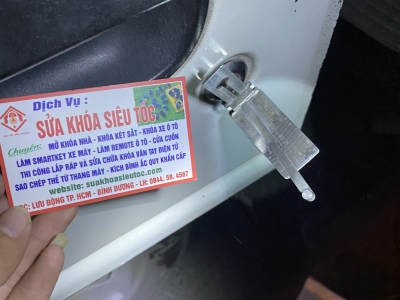 Dịch Vụ :
SỬA KHÓA SIÊU TỐC
Chuyên: MỞ KHÓA NHÀ - KHÓA KÉT SẮT - KHÓA XE Ô TÔ
LÀM SMARTKEY XE MÁY - LÀM REMOTE Ô TÔ - CỬA CUỐN
THI CÔNG LẮP RÁP VÀ SỬA CHỮA KHÓA VÂN TAY ĐIỆN TỬ
SAO CHÉP THẺ TỪ THANG MÁY - KÍCH BÌNH ẮC QUY KHẨN CẤP
website: suakhoasieutoc.com
ĐC: LƯU ĐỘNG TP. HCM - BÌNH DƯƠNG - LH: 0844. 59. 4567